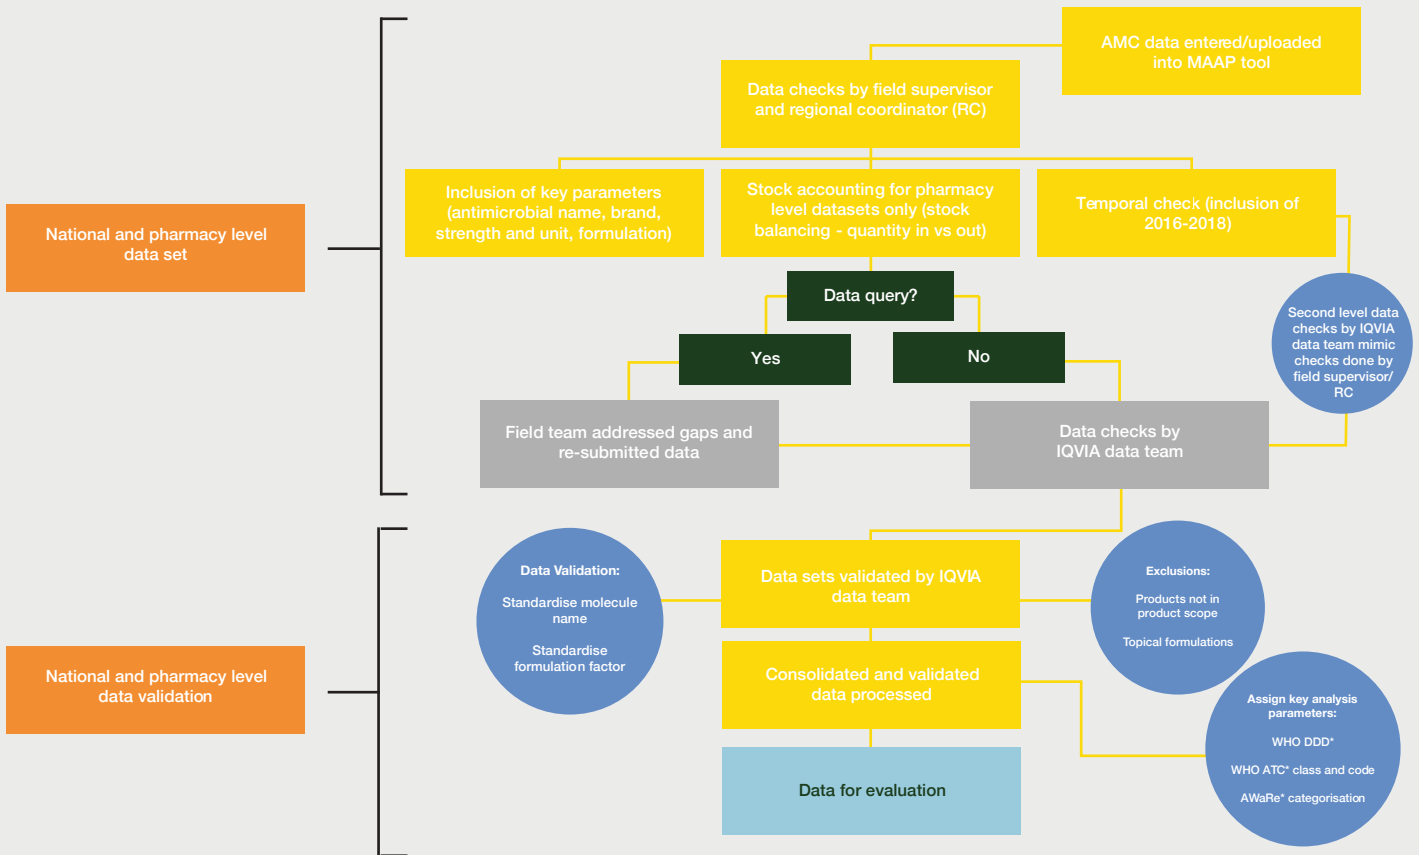 AMC data entered/uploaded
into MAAP tool
Data checks by field supervisor
and regional coordinator (RC)
Inclusion of key parameters
(antimicrobial name, brand,
strength and unit, formulation)
Stock accounting for pharmacy
level datasets only (stock
balancing - quantity in vs out)
Temporal check (inclusion of
2016-2018)
National and pharmacy level
data set
Data query?
Yes
No
Second level data
checks by IQVIA
data team mimic
checks done by
field supervisor/
RC
Field team addressed gaps and
re-submitted data
Data checks by
IQVIA data team
Data Validation:
Standardise molecule
name
Standardise
formulation factor
Data sets validated by IQVIA
data team
Exclusions:
Products not in
product scope
Topical formulations
National and pharmacy level
data validation
Consolidated and validated
data processed
Assign key analysis
parameters:
WHO DDD*
WHO ATC* class and code
AWaRe* categorisation
Data for evaluation